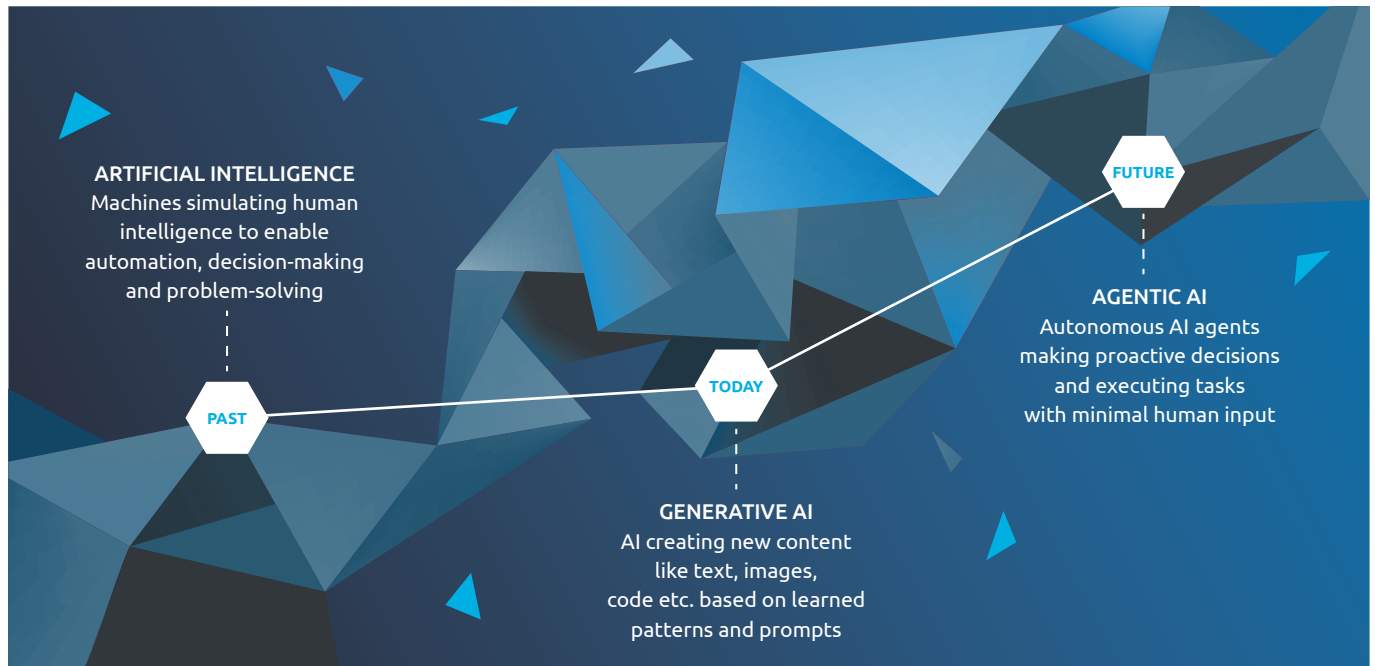 ARTIFICIAL INTELLIGENCE
Machines simulating human
intelligence to enable
automation, decision-making
and problem-solving
PAST
TODAY
GENERATIVE AI
AI creating new content
like text, images,
code etc. based on learned
patterns and prompts
FUTURE
AGENTIC AI
Autonomous AI agents
making proactive decisions
and executing tasks
with minimal human input